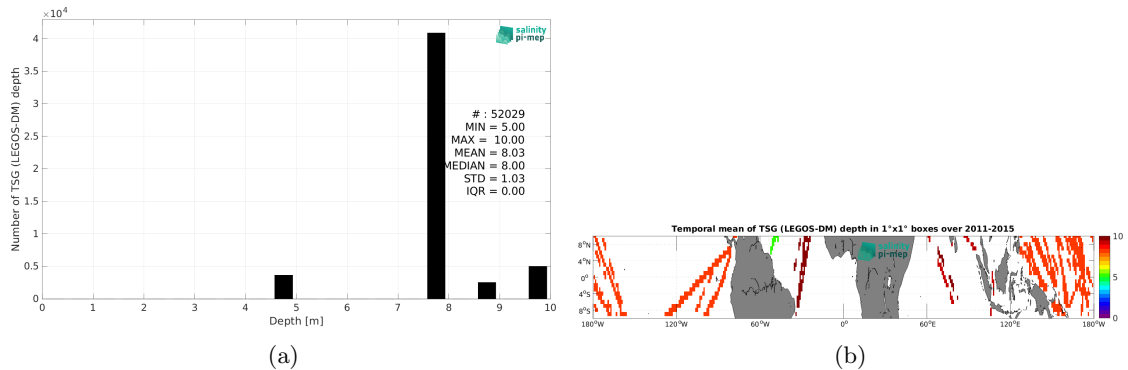 ×10⁴
4
3.5
3
2.5
2
1.5
1
0.5
0
Number of TSG (LEGOS-DM) depth
salinity
pi-mep
# : 52029
MIN = 5.00
MAX = 10.00
MEAN = 8.03
MEDIAN = 8.00
STD = 1.03
IQR = 0.00
0 1 2 3 4 5 6 7 8 9 10
Depth [m]
(a)
Temporal mean of TSG (LEGOS-DM) depth in 1°x1° boxes over 2011-2015
8°N
4°N
0°
4°S
8°S
salinity
pi-mep
180°W 120°W 60°W 0° 60°E 120°E 180°W
10
8
6
4
2
0
(b)